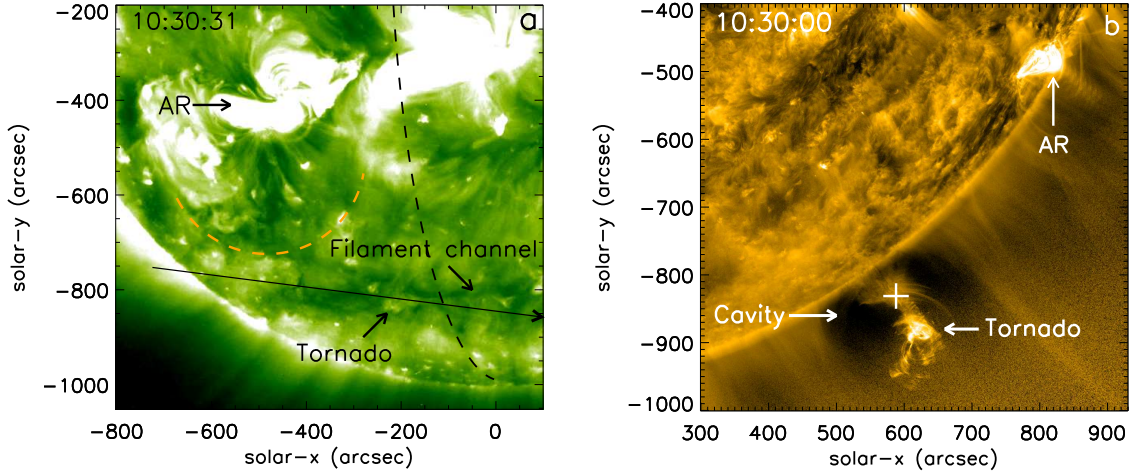 10:30:31
a
AR
Filament channel
Tornado
-200
-400
-600
-800
-1000
solar-y (arcsec)
-800
-600
-400
-200
0
solar-x (arcsec)
10:30:00
b
AR
Cavity
Tornado
-400
-500
-600
-700
-800
-900
-1000
solar-y (arcsec)
300
400
500
600
700
800
900
solar-x (arcsec)